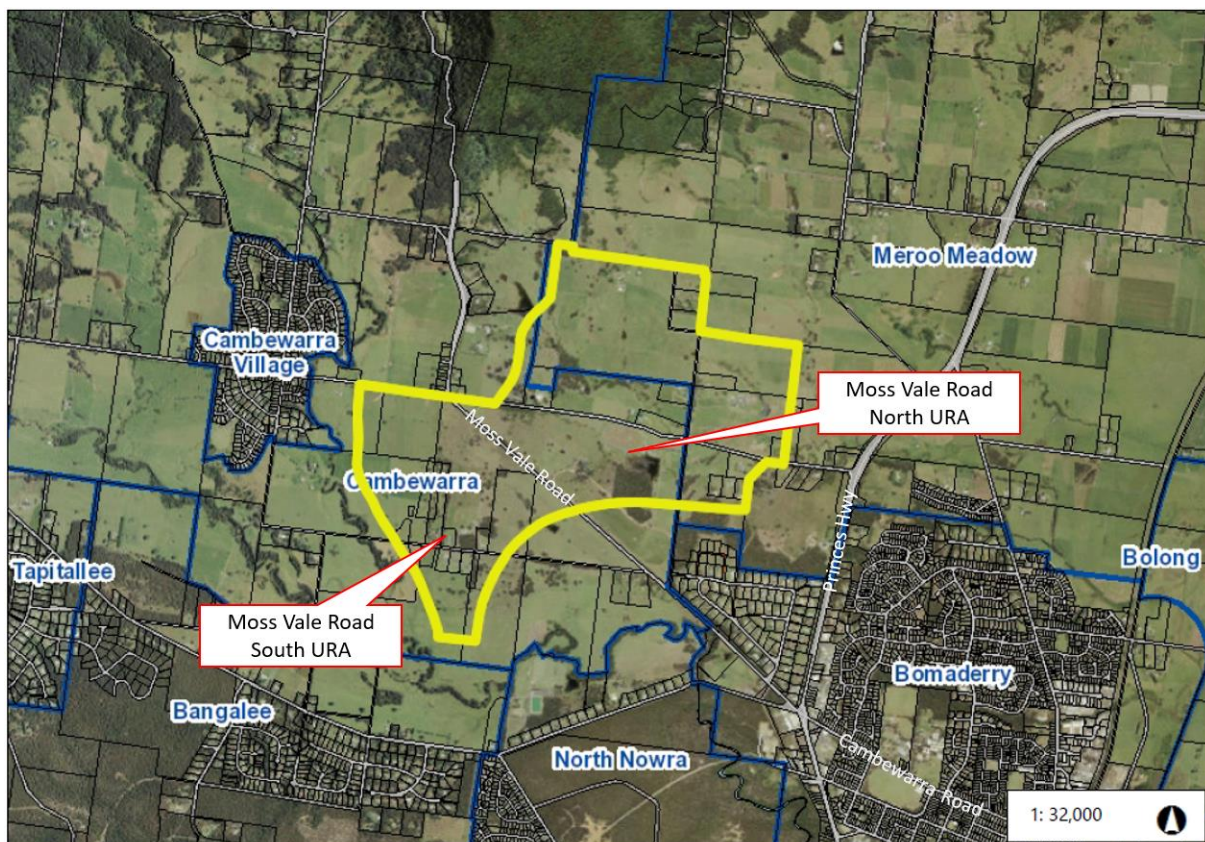 Meroo Meadow
Cambewarra
Village
Moss Vale Road
North URA
Moss Vale Road
Cambewarra
Princes Hwy
Tapitallee
Bolong
Moss Vale Road
South URA
Bomaderry
Bangalee
North Nowra
Cambewarra Road
1: 32,000